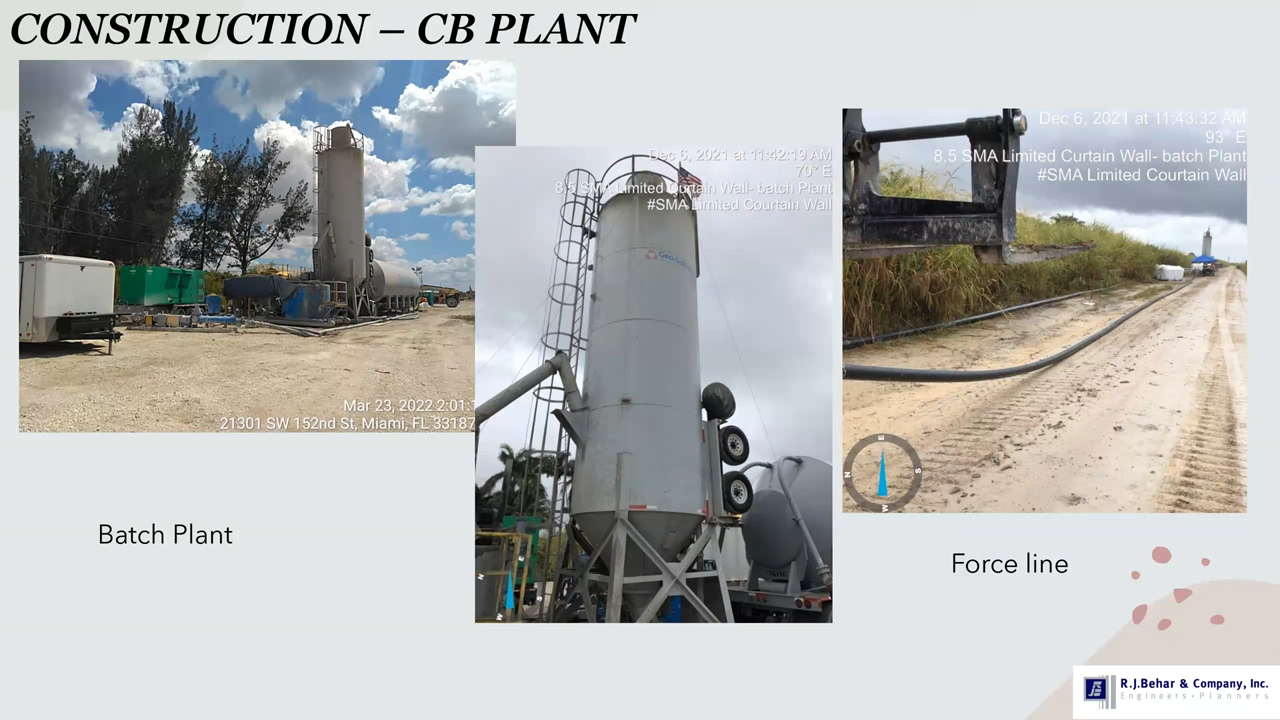 CONSTRUCTION – CB PLANT
Mar 23, 2022 2:01:
21301 SW 152nd St, Miami, FL 33187
Dec 6, 2021 at 11:42:19 AM
70° E
8.5 SMA Limited Curtain Wall- batch Plant
#SMA Limited Courtain Wall
Dec 6, 2021 at 11:43:32 AM
93° E
8.5 SMA Limited Curtain Wall- batch Plant
#SMA Limited Courtain Wall
E
N
S
W
N
E
W
S
Batch Plant
Force line
R.J.Behar & Company, Inc.
Engineers•Planners